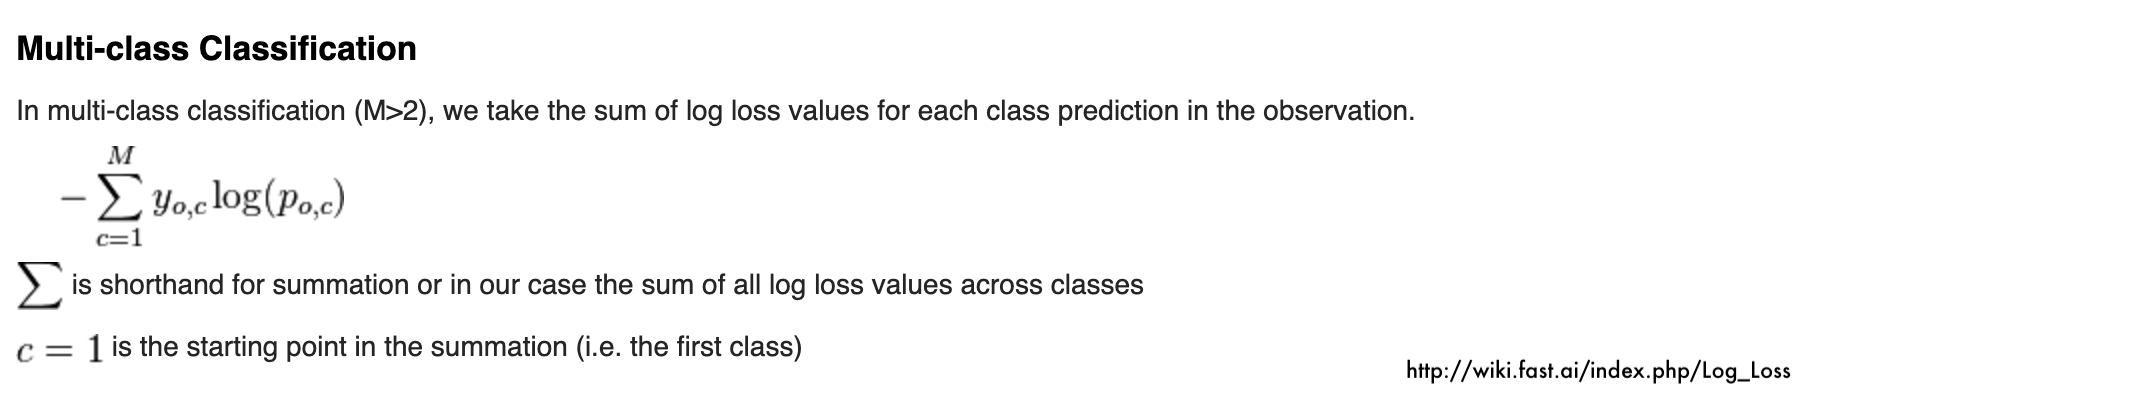 Multi-class Classification
In multi-class classification (M>2), we take the sum of log loss values for each class prediction in the observation.
$-\sum_{c=1}^{M} y_{o,c} \log(p_{o,c})$
∑ is shorthand for summation or in our case the sum of all log loss values across classes
c = 1 is the starting point in the summation (i.e. the first class)
http://wiki.fast.ai/index.php/Log_Loss